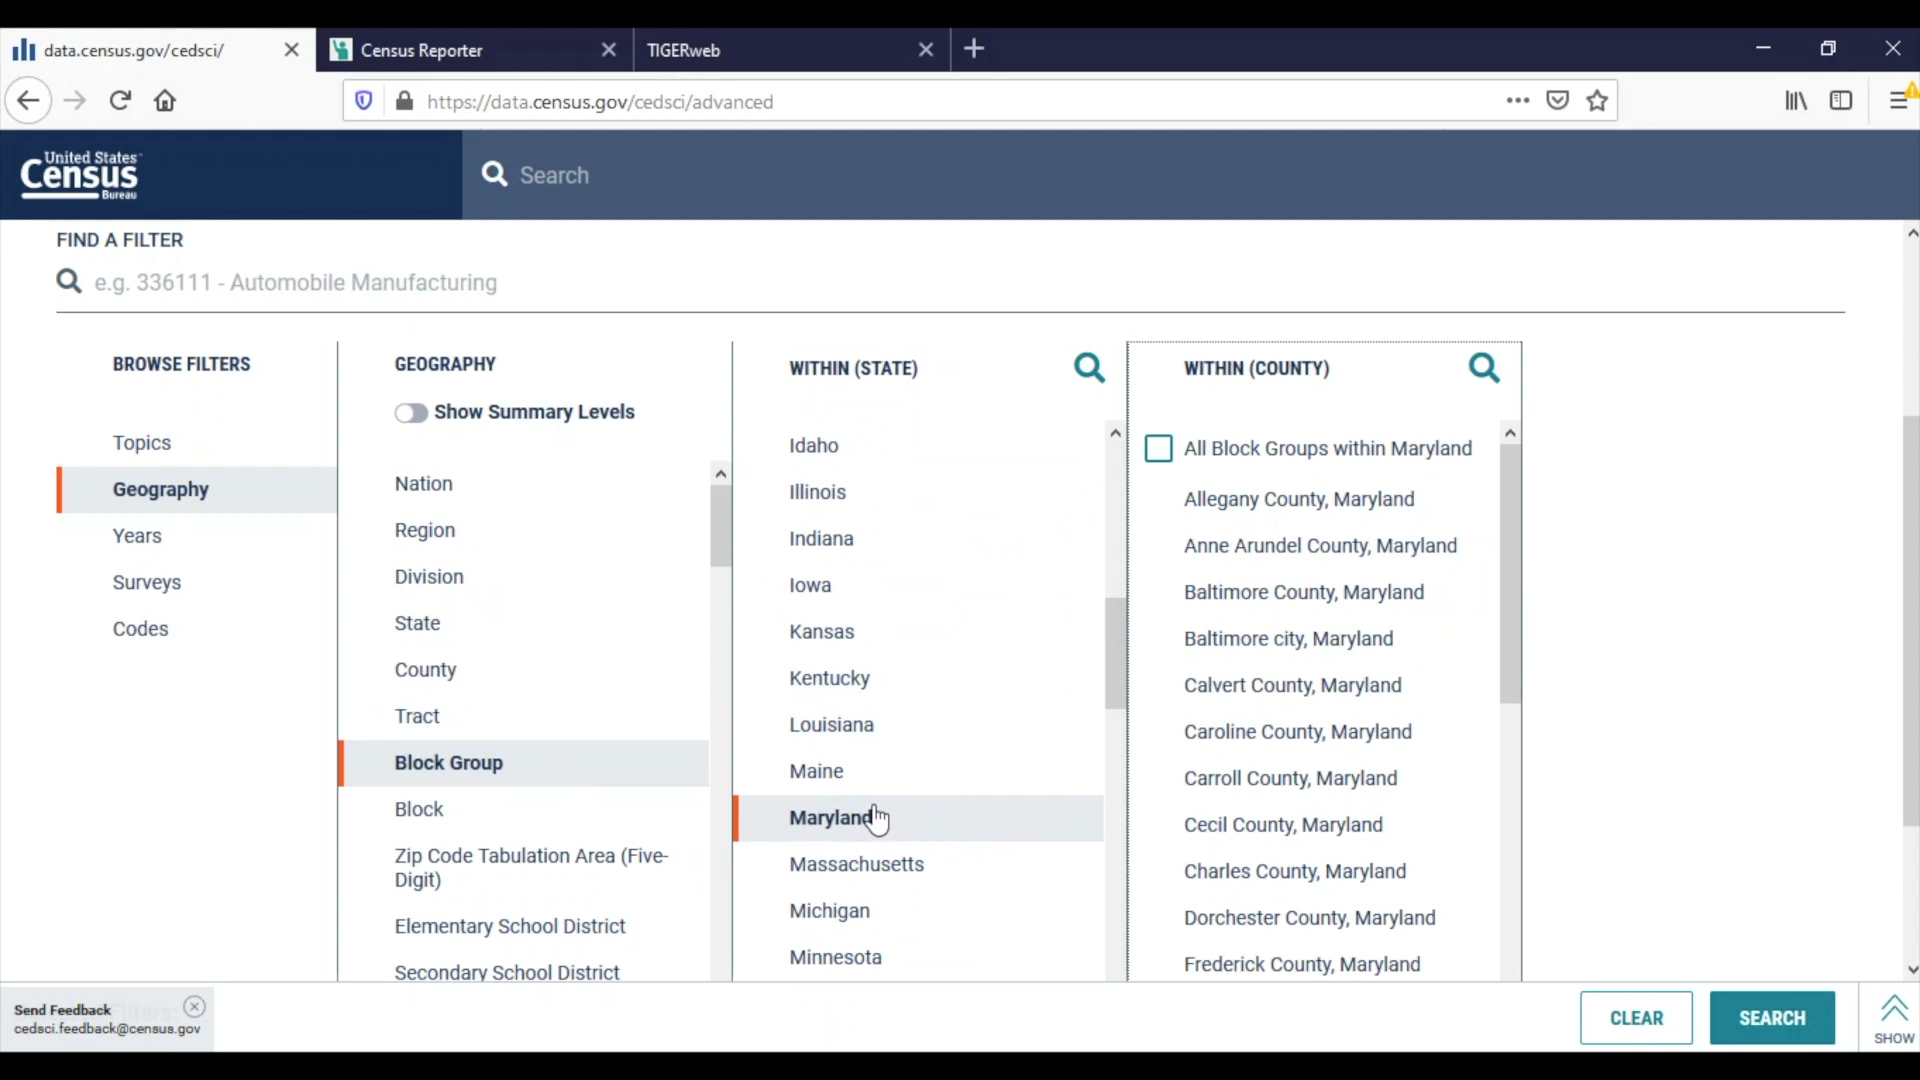 data.census.gov/cedsci/
Census Reporter
TIGERweb
https://data.census.gov/cedsci/advanced
United States
Census
Bureau
Search
FIND A FILTER
e.g. 336111 - Automobile Manufacturing
BROWSE FILTERS
Topics
Geography
Years
Surveys
Codes
GEOGRAPHY
Show Summary Levels
Nation
Region
Division
State
County
Tract
Block Group
Block
Zip Code Tabulation Area (Five-
Digit)
Elementary School District
Secondary School District
WITHIN (STATE)
Idaho
Illinois
Indiana
Iowa
Kansas
Kentucky
Louisiana
Maine
Maryland
Massachusetts
Michigan
Minnesota
WITHIN (COUNTY)
All Block Groups within Maryland
Allegany County, Maryland
Anne Arundel County, Maryland
Baltimore County, Maryland
Baltimore city, Maryland
Calvert County, Maryland
Caroline County, Maryland
Carroll County, Maryland
Cecil County, Maryland
Charles County, Maryland
Dorchester County, Maryland
Frederick County, Maryland
Send Feedback
cedsci.feedback@census.gov
CLEAR
SEARCH
SHOW